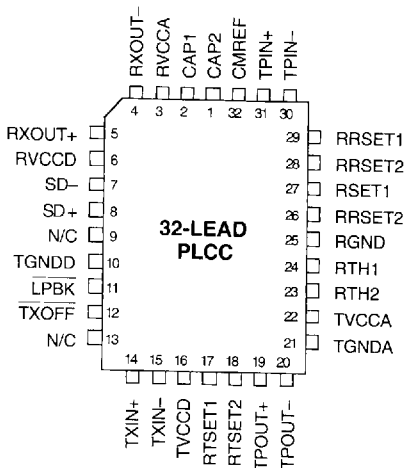 RXOUT–
RVCCA
CAP1
CAP2
CMREF
TPIN+
TPIN–
4 3 2 1 32 31 30
RXOUT+ 5
RVCCD 6
SD– 7
SD+ 8
N/C 9
TGNDD 10
LPBK 11
TXOFF 12
N/C 13
32-LEAD
PLCC
29 RRSET1
28 RRSET2
27 RSET1
26 RRSET2
25 RGND
24 RTH1
23 RTH2
22 TVCCA
21 TGNDA
14 15 16 17 18 19 20
TXIN+
TXIN–
TVCCD
RTSET1
RTSET2
TPOUT+
TPOUT–